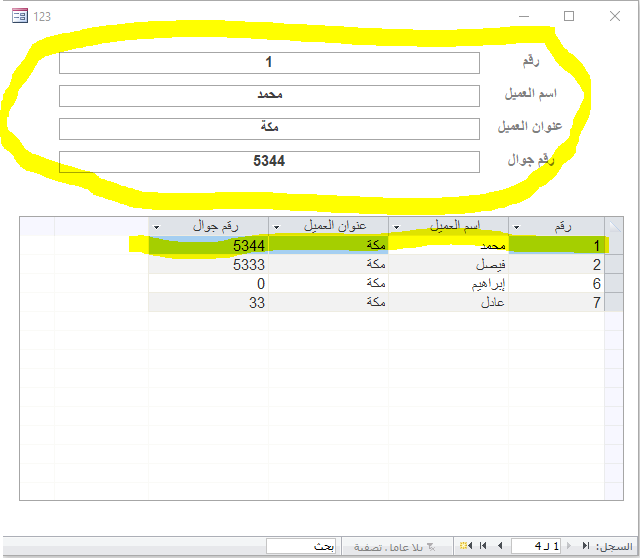 123
رقم 1
اسم العميل محمد
عنوان العميل مكة
رقم جوال 5344
رقم اسم العميل عنوان العميل رقم جوال
1 محمد مكة 5344
2 فيصل مكة 5333
6 إبراهيم مكة 0
7 عادل مكة 33
السجل: 1 لـ 4 بلا عامل تصفية بحث